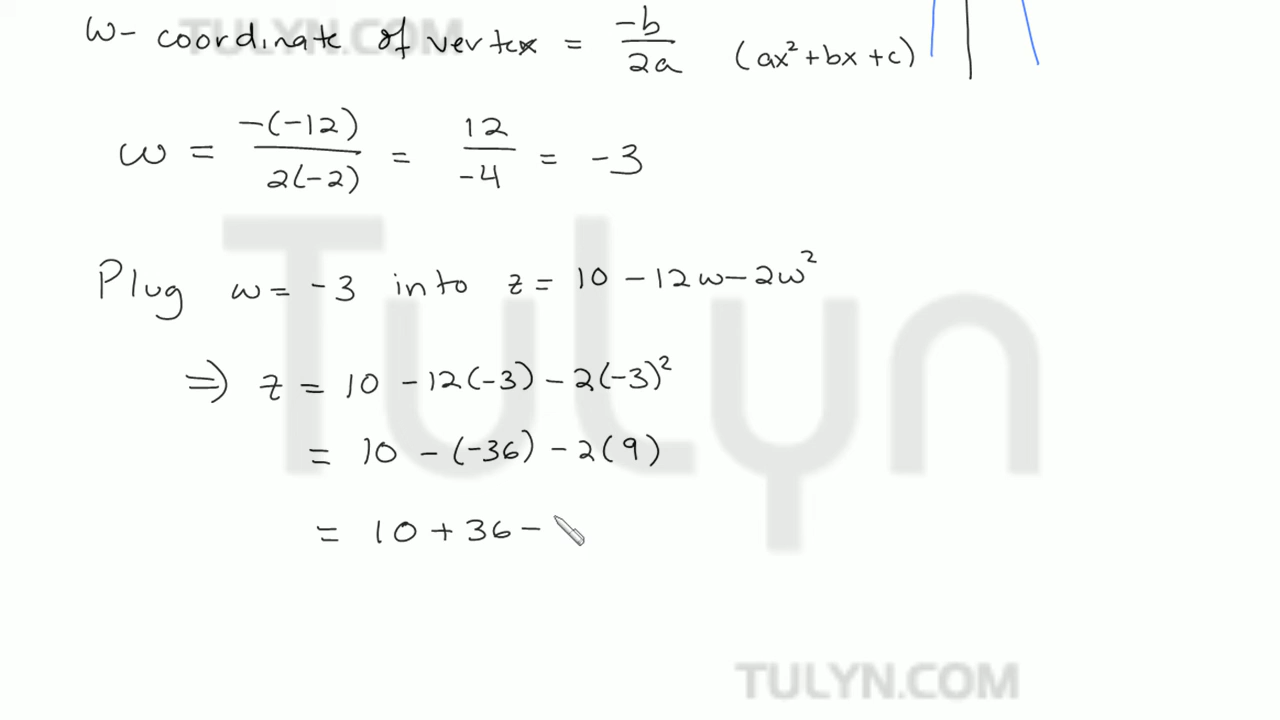 TULYN.COM
w- coordinate of vertex = -b/2a (ax²+bx+c)
w = -(-12)/2(-2) = 12/-4 = -3
Tulyn
Plug w = -3 into z = 10 - 12w - 2w²
⇒ z = 10 - 12(-3) - 2(-3)²
= 10 - (-36) - 2(9)
= 10 + 36 -
TULYN.COM